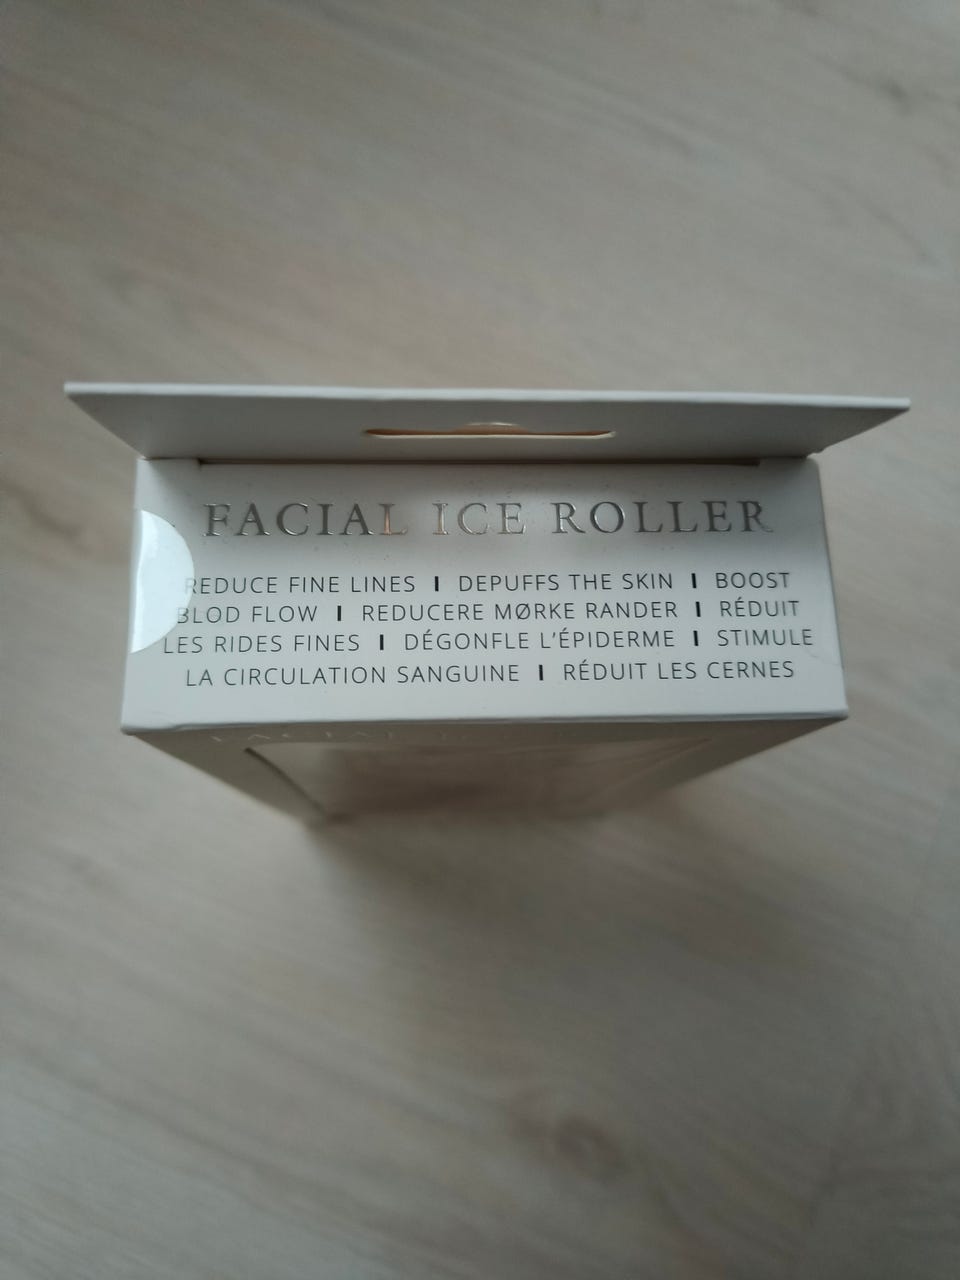 FACIAL ICE ROLLER
REDUCE FINE LINES I DEPUFFS THE SKIN I BOOST
BLOD FLOW I REDUCERE MØRKE RANDER I RÉDUIT
LES RIDES FINES I DÉGONFLE L'ÉPIDERME I STIMULE
LA CIRCULATION SANGUINE I RÉDUIT LES CERNES
FACIAL